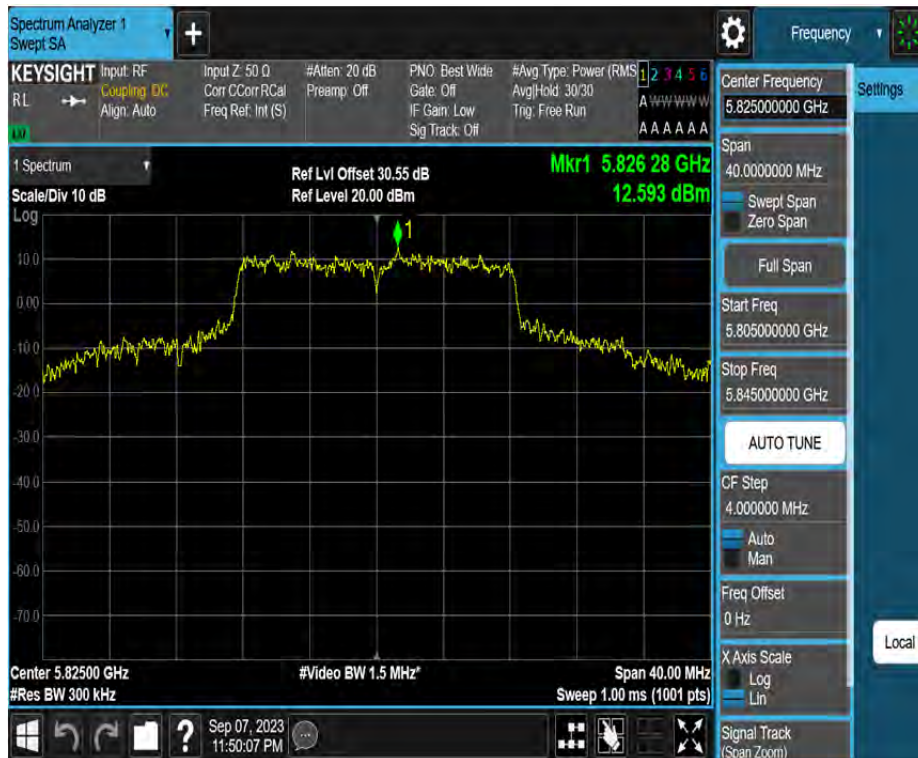 Spectrum Analyzer 1
Swept SA
Frequency
KEYSIGHT
RL
Input: RF
Coupling: DC
Align: Auto
Input Z: 50 Ω
Corr CCorr RCal
Freq Ref: Int (S)
#Atten: 20 dB
Preamp: Off
PNO: Best Wide
Gate: Off
IF Gain: Low
Sig Track: Off
#Avg Type: Power (RMS
Avg|Hold: 30/30
Trig: Free Run
1 2 3 4 5 6
A W W W W W
A A A A A A
1 Spectrum
Scale/Div 10 dB
Log
Ref Lvl Offset 30.55 dB
Ref Level 20.00 dBm
Mkr1 5.826 28 GHz
12.593 dBm
1
10.0
0.00
-10.0
-20.0
-30.0
-40.0
-50.0
-60.0
-70.0
Center 5.82500 GHz
#Res BW 300 kHz
#Video BW 1.5 MHz*
Span 40.00 MHz
Sweep 1.00 ms (1001 pts)
Sep 07, 2023
11:50:07 PM
Center Frequency
5.825000000 GHz
Settings
Span
40.0000000 MHz
Swept Span
Zero Span
Full Span
Start Freq
5.805000000 GHz
Stop Freq
5.845000000 GHz
AUTO TUNE
CF Step
4.000000 MHz
Auto
Man
Freq Offset
0 Hz
X Axis Scale
Log
Lin
Local
Signal Track
(Span Zoom)